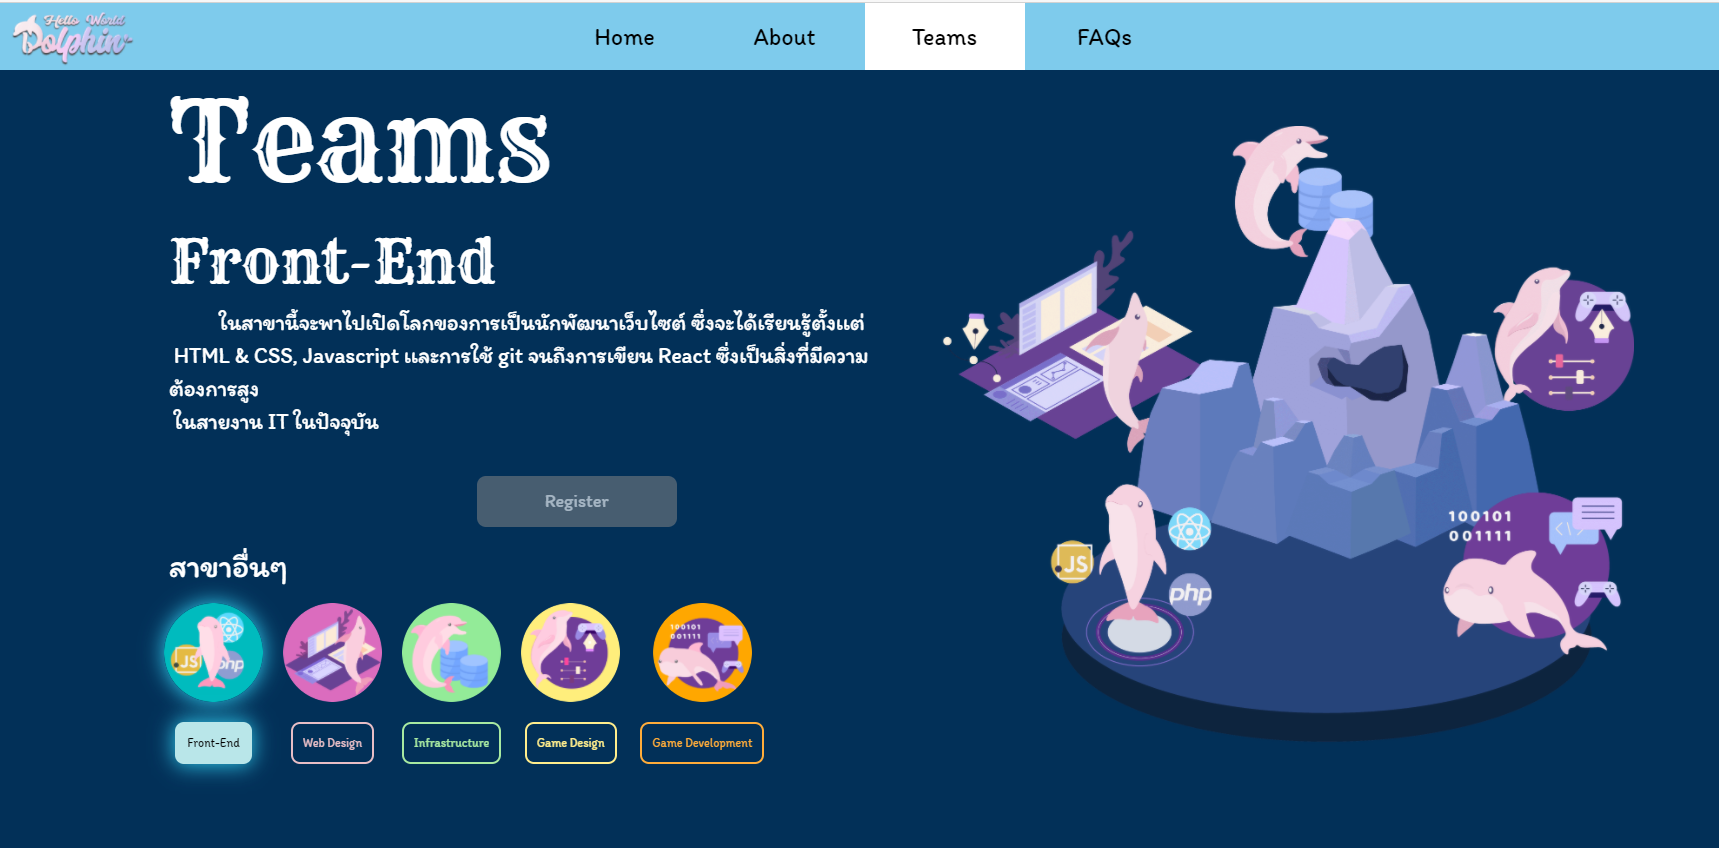 Hello World
Dolphin
Home
About
Teams
FAQs
Teams
Front-End
ในสาขานี้จะพาไปเปิดโลกของการเป็นนักพัฒนาเว็บไซต์ ซึ่งจะได้เรียนรู้ตั้งแต่
HTML & CSS, Javascript และการใช้ git จนถึงการเขียน React ซึ่งเป็นสิ่งที่มีความ
ต้องการสูง
ในสายงาน IT ในปัจจุบัน
Register
สาขาอื่นๆ
JS
php
100101
001111
Front-End
Web Design
Infrastructure
Game Design
Game Development
JS
php
100101
001111